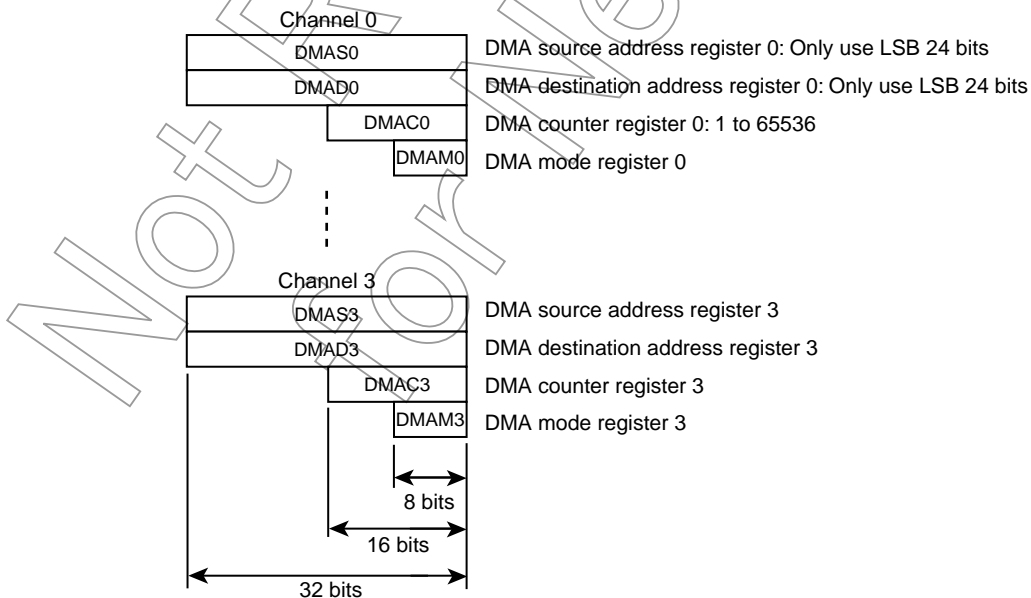 Channel 0
DMAS0 DMA source address register 0: Only use LSB 24 bits
DMAD0 DMA destination address register 0: Only use LSB 24 bits
DMAC0 DMA counter register 0: 1 to 65536
DMAM0 DMA mode register 0
Channel 3
DMAS3 DMA source address register 3
DMAD3 DMA destination address register 3
DMAC3 DMA counter register 3
DMAM3 DMA mode register 3
8 bits
16 bits
32 bits
Not R
for Ne